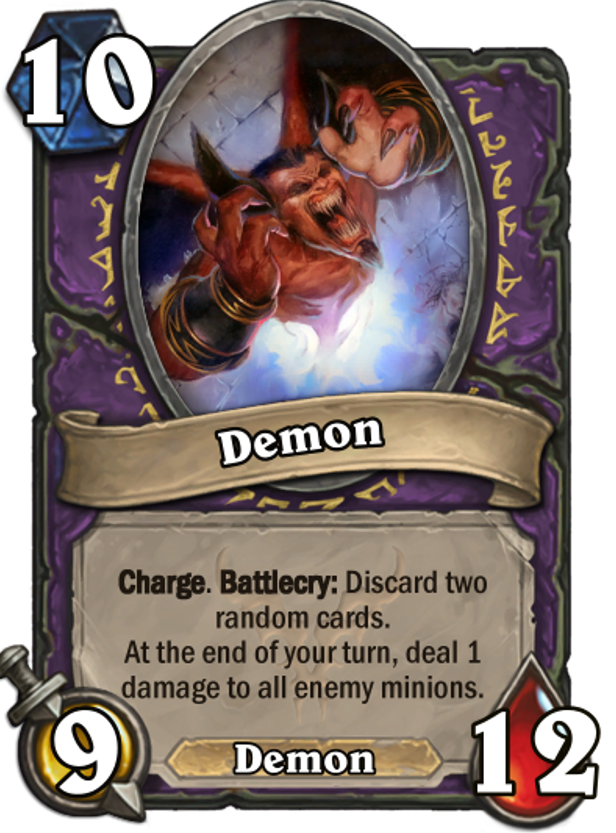 10
Demon
Charge. Battlecry: Discard two
random cards.
At the end of your turn, deal 1
damage to all enemy minions.
9
Demon
12